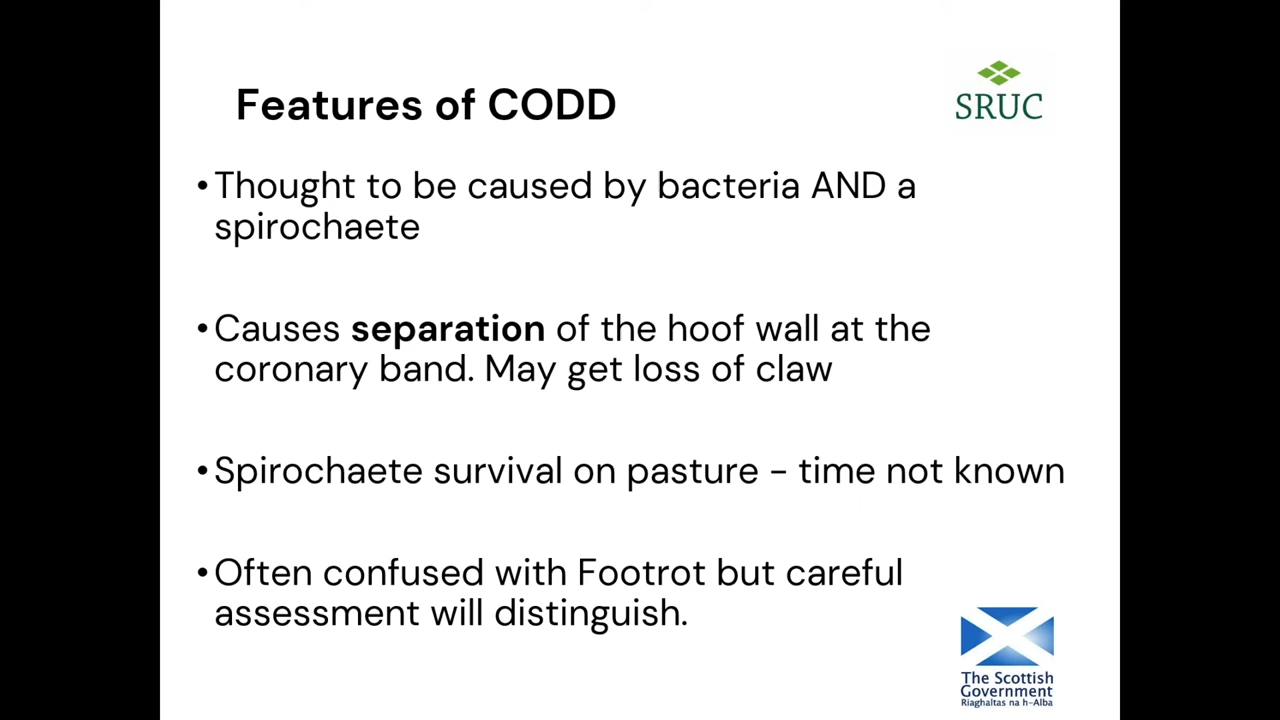 Features of CODD
SRUC
•Thought to be caused by bacteria AND a
spirochaete
•Causes separation of the hoof wall at the
coronary band. May get loss of claw
•Spirochaete survival on pasture – time not known
•Often confused with Footrot but careful
assessment will distinguish.
The Scottish
Government
Riaghaltas na h-Alba